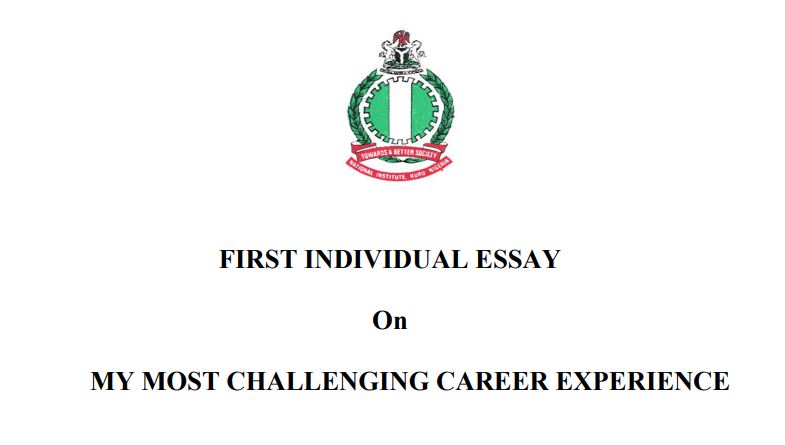 TOWARDS A BETTER SOCIETY
NATIONAL INSTITUTE, KURU NIGERIA
FIRST INDIVIDUAL ESSAY
On
MY MOST CHALLENGING CAREER EXPERIENCE